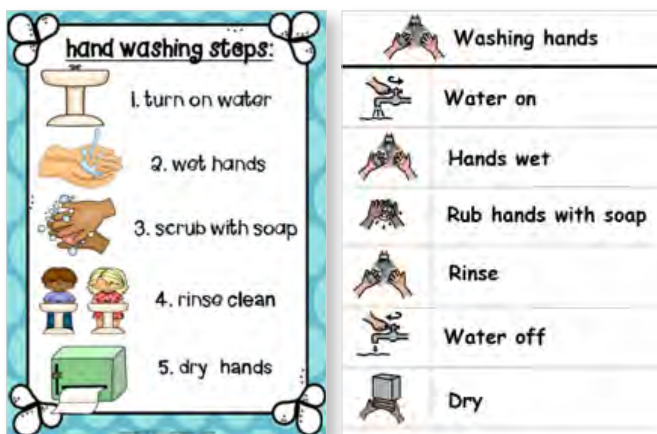 hand washing steps:
1. turn on water
2. wet hands
3. scrub with soap
4. rinse clean
5. dry hands
Washing hands
Water on
Hands wet
Rub hands with soap
Rinse
Water off
Dry